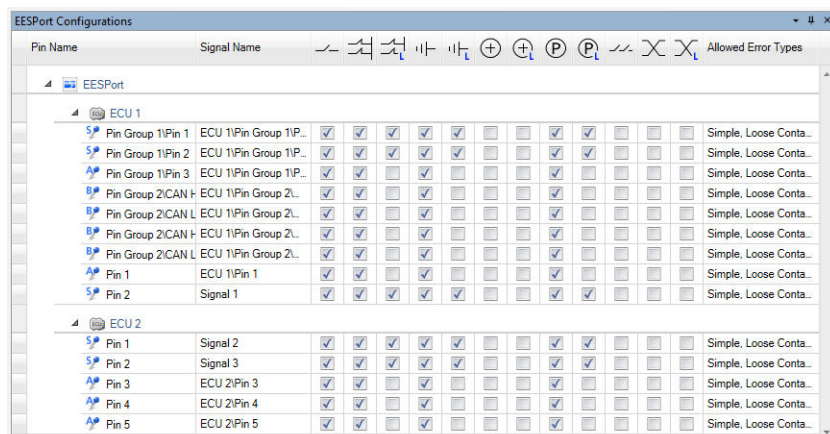 EESPort Configurations
Pin Name Signal Name L L + +L P PL L Allowed Error Types
EESPort
ECU 1
S Pin Group 1\Pin 1 ECU 1\Pin Group 1\P... Simple, Loose Conta...
S Pin Group 1\Pin 2 ECU 1\Pin Group 1\P... Simple, Loose Conta...
A Pin Group 1\Pin 3 ECU 1\Pin Group 1\P... Simple, Loose Conta...
B Pin Group 2\CAN H ECU 1\Pin Group 2\... Simple, Loose Conta...
B Pin Group 2\CAN L ECU 1\Pin Group 2\... Simple, Loose Conta...
B Pin Group 2\CAN H ECU 1\Pin Group 2\... Simple, Loose Conta...
B Pin Group 2\CAN L ECU 1\Pin Group 2\... Simple, Loose Conta...
A Pin 1 ECU 1\Pin 1 Simple, Loose Conta...
S Pin 2 Signal 1 Simple, Loose Conta...
ECU 2
S Pin 1 Signal 2 Simple, Loose Conta...
S Pin 2 Signal 3 Simple, Loose Conta...
A Pin 3 ECU 2\Pin 3 Simple, Loose Conta...
A Pin 4 ECU 2\Pin 4 Simple, Loose Conta...
A Pin 5 ECU 2\Pin 5 Simple, Loose Conta...